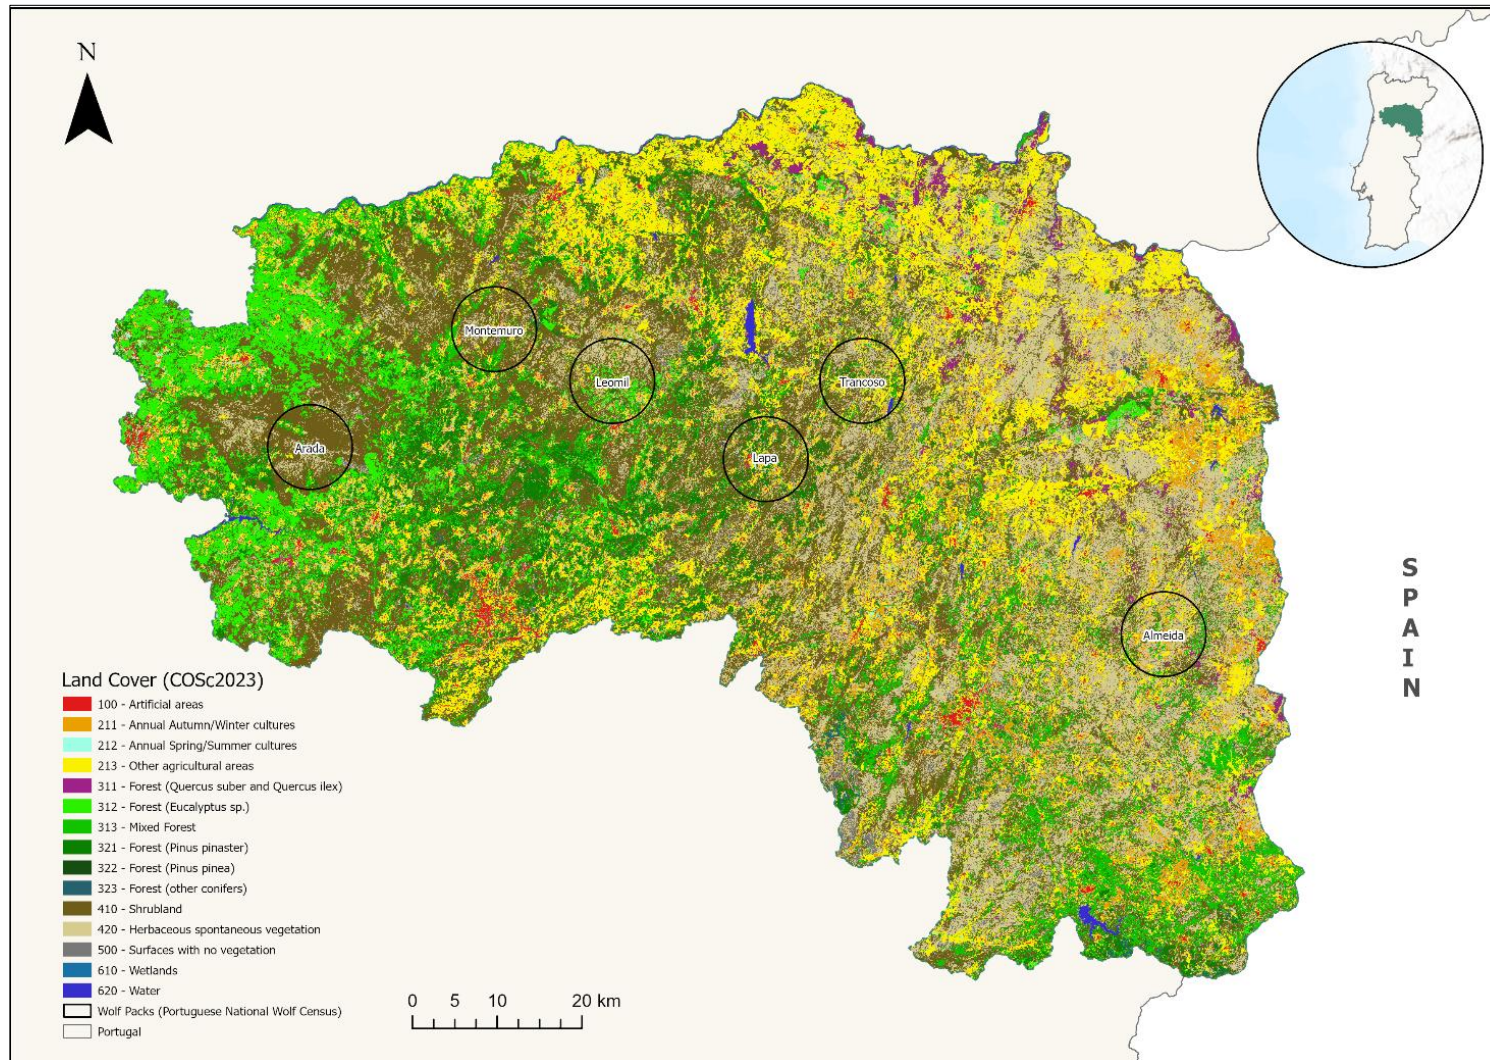 N
Montemuro
Leomil
Trancoso
Arada
Lapa
Almeida
S
P
A
I
N
Land Cover (COSc2023)
100 - Artificial areas
211 - Annual Autumn/Winter cultures
212 - Annual Spring/Summer cultures
213 - Other agricultural areas
311 - Forest (Quercus suber and Quercus ilex)
312 - Forest (Eucalyptus sp.)
313 - Mixed Forest
321 - Forest (Pinus pinaster)
322 - Forest (Pinus pinea)
323 - Forest (other conifers)
410 - Shrubland
420 - Herbaceous spontaneous vegetation
500 - Surfaces with no vegetation
610 - Wetlands
620 - Water
Wolf Packs (Portuguese National Wolf Census)
Portugal
0 5 10 20 km